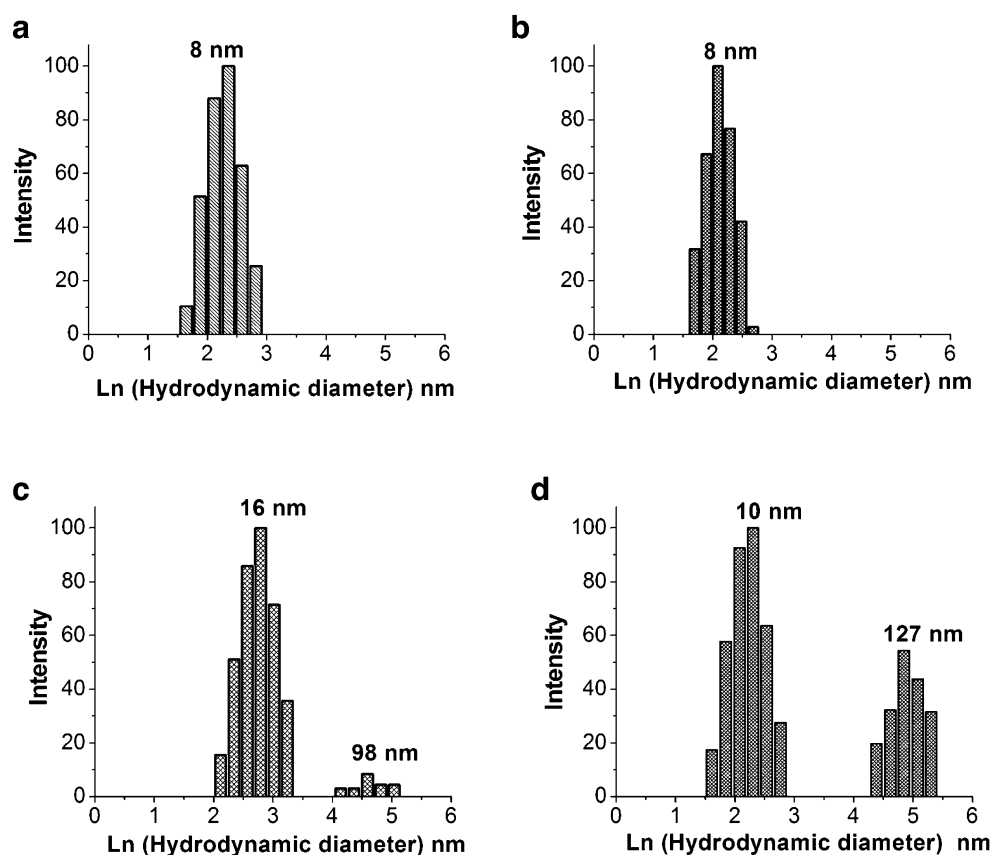 a
8 nm
100
80
60
40
20
0
Intensity
0 1 2 3 4 5 6
Ln (Hydrodynamic diameter) nm
b
8 nm
100
80
60
40
20
0
Intensity
0 1 2 3 4 5 6
Ln (Hydrodynamic diameter) nm
c
16 nm
98 nm
100
80
60
40
20
0
Intensity
0 1 2 3 4 5 6
Ln (Hydrodynamic diameter) nm
d
10 nm
127 nm
100
80
60
40
20
0
Intensity
0 1 2 3 4 5 6
Ln (Hydrodynamic diameter) nm